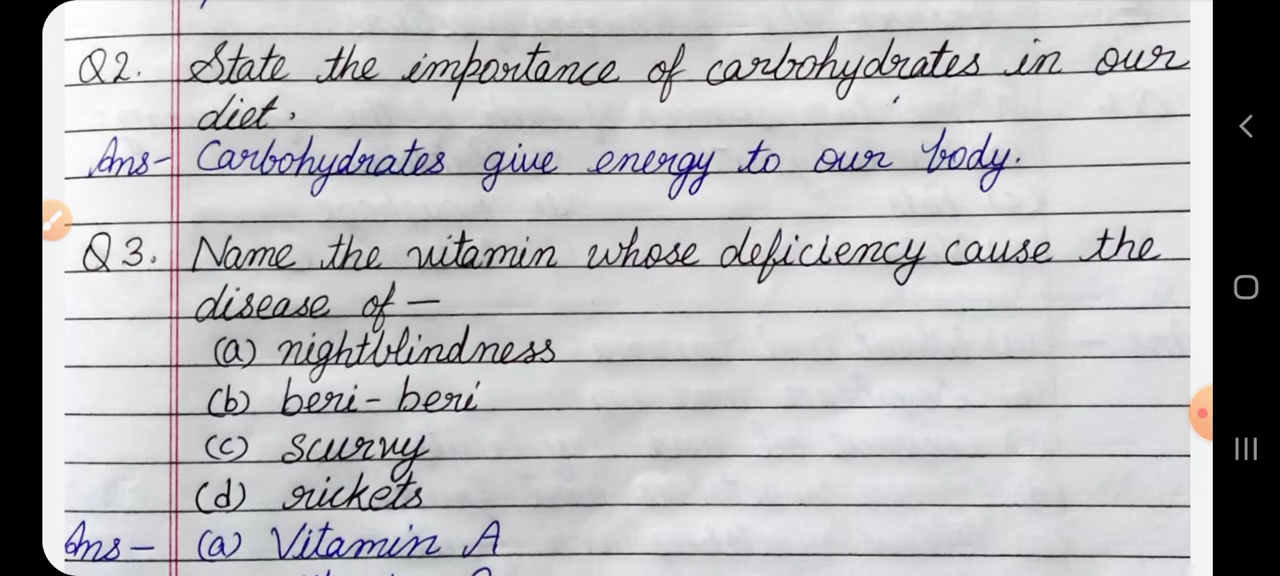 Q2. State the importance of carbohydrates in our
diet.
Ans- Carbohydrates give energy to our body.
Q3. Name the vitamin whose deficiency cause the
disease of —
(a) nightblindness
(b) beri-beri
(c) scurvy
(d) rickets
Ans- (a) Vitamin A